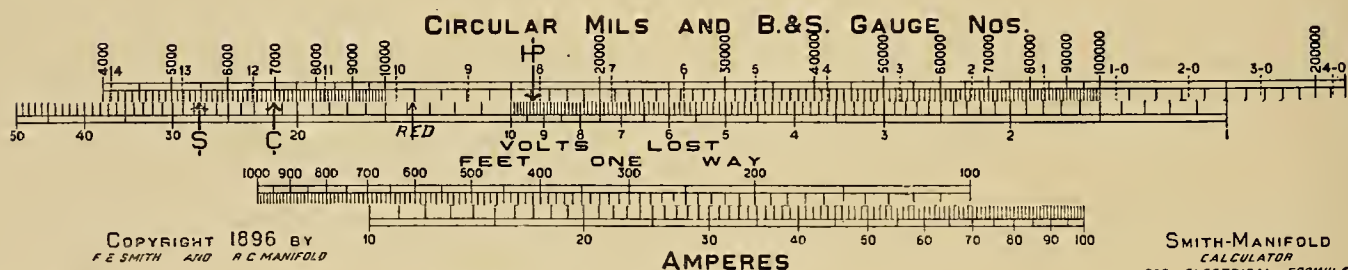 CIRCULAR MILS AND B.&S. GAUGE NOS.
HP
4000 5000 6000 70000 8000 90000 10000 20000 30000 400000 50000 60000 70000 80000 90000 100000 200000
14 13 12 11 10 9 8 7 6 5 4 3 2 1 1-0 2-0 3-0 4-0
50 40 30 20 10 9 8 7 6 5 4 3 2 1
S C RED
VOLTS LOST
FEET ONE WAY
1000 900 800 700 600 500 400 300 200 100
10 20 30 40 50 60 70 80 90 100
AMPERES
COPYRIGHT 1896 BY
F E SMITH AND R C MANIFOLD
SMITH-MANIFOLD
CALCULATOR